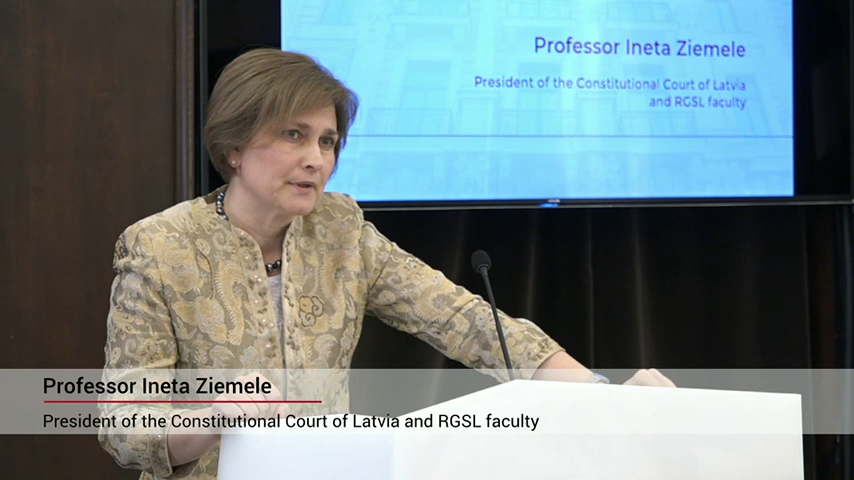 Professor Ineta Ziemele
President of the Constitutional Court of Latvia
and RGSL faculty
Professor Ineta Ziemele
President of the Constitutional Court of Latvia and RGSL faculty